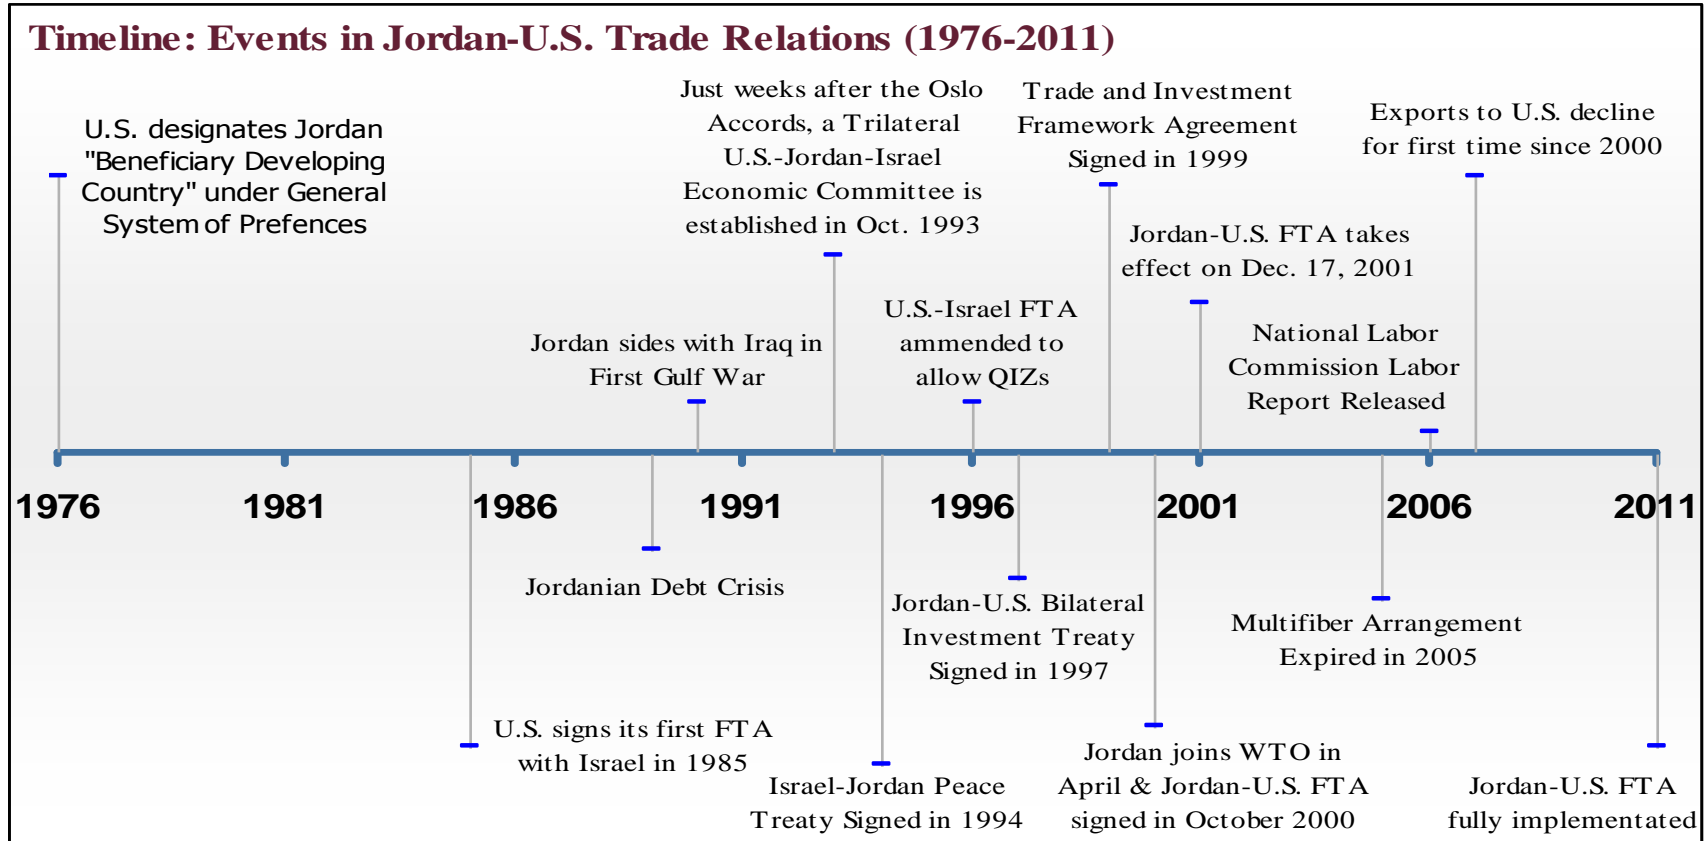 Timeline: Events in Jordan-U.S. Trade Relations (1976-2011)
U.S. designates Jordan
"Beneficiary Developing
Country" under General
System of Prefences
Just weeks after the Oslo
Accords, a Trilateral
U.S.-Jordan-Israel
Economic Committee is
established in Oct. 1993
Trade and Investment
Framework Agreement
Signed in 1999
Exports to U.S. decline
for first time since 2000
Jordan-U.S. FTA takes
effect on Dec. 17, 2001
Jordan sides with Iraq in
First Gulf War
U.S.-Israel FTA
ammended to
allow QIZs
National Labor
Commission Labor
Report Released
1976
1981
1986
1991
1996
2001
2006
2011
Jordanian Debt Crisis
Jordan-U.S. Bilateral
Investment Treaty
Signed in 1997
Multifiber Arrangement
Expired in 2005
U.S. signs its first FTA
with Israel in 1985
Israel-Jordan Peace
Treaty Signed in 1994
Jordan joins WTO in
April & Jordan-U.S. FTA
signed in October 2000
Jordan-U.S. FTA
fully implementated